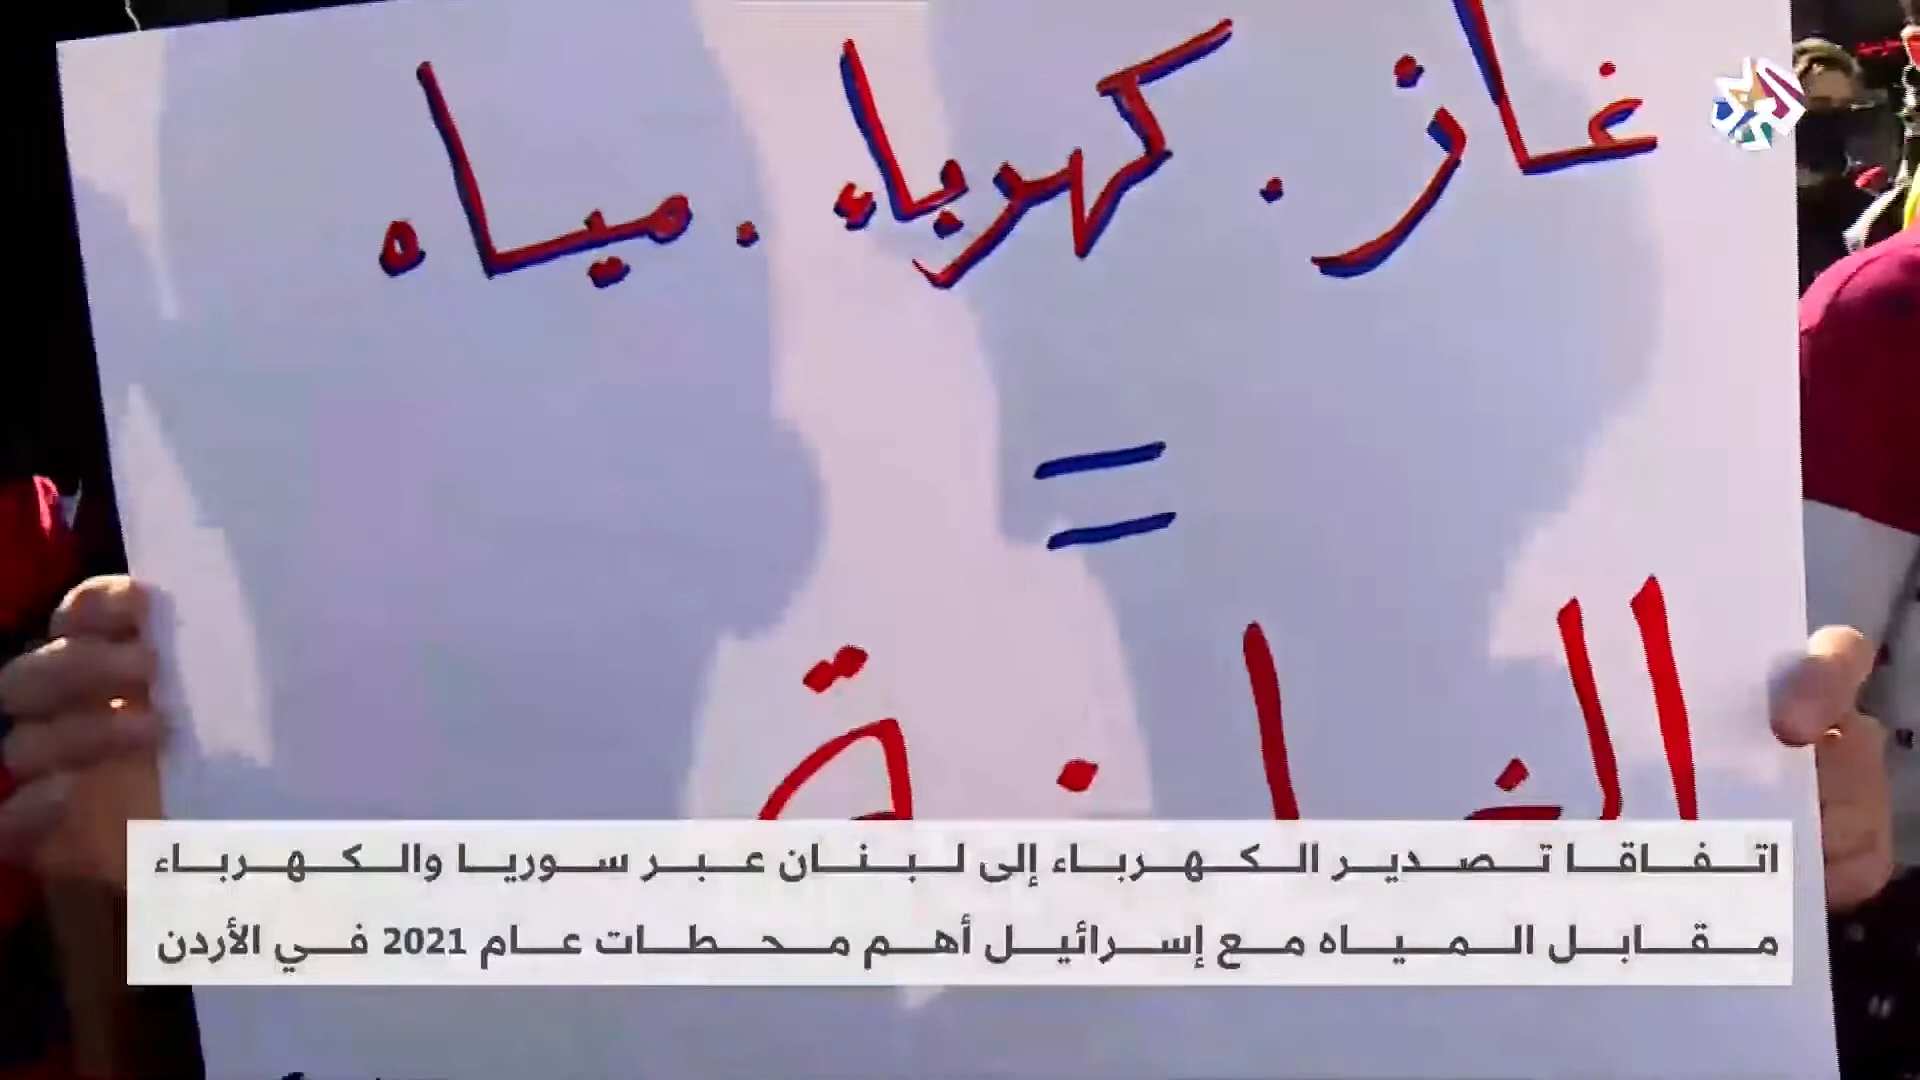 غاز . كهرباء . مياه
=
اتفاقا تصدير الكهرباء إلى لبنان عبر سوريا والكهرباء
مقابل المياه مع إسرائيل أهم محطات عام 2021 في الأردن